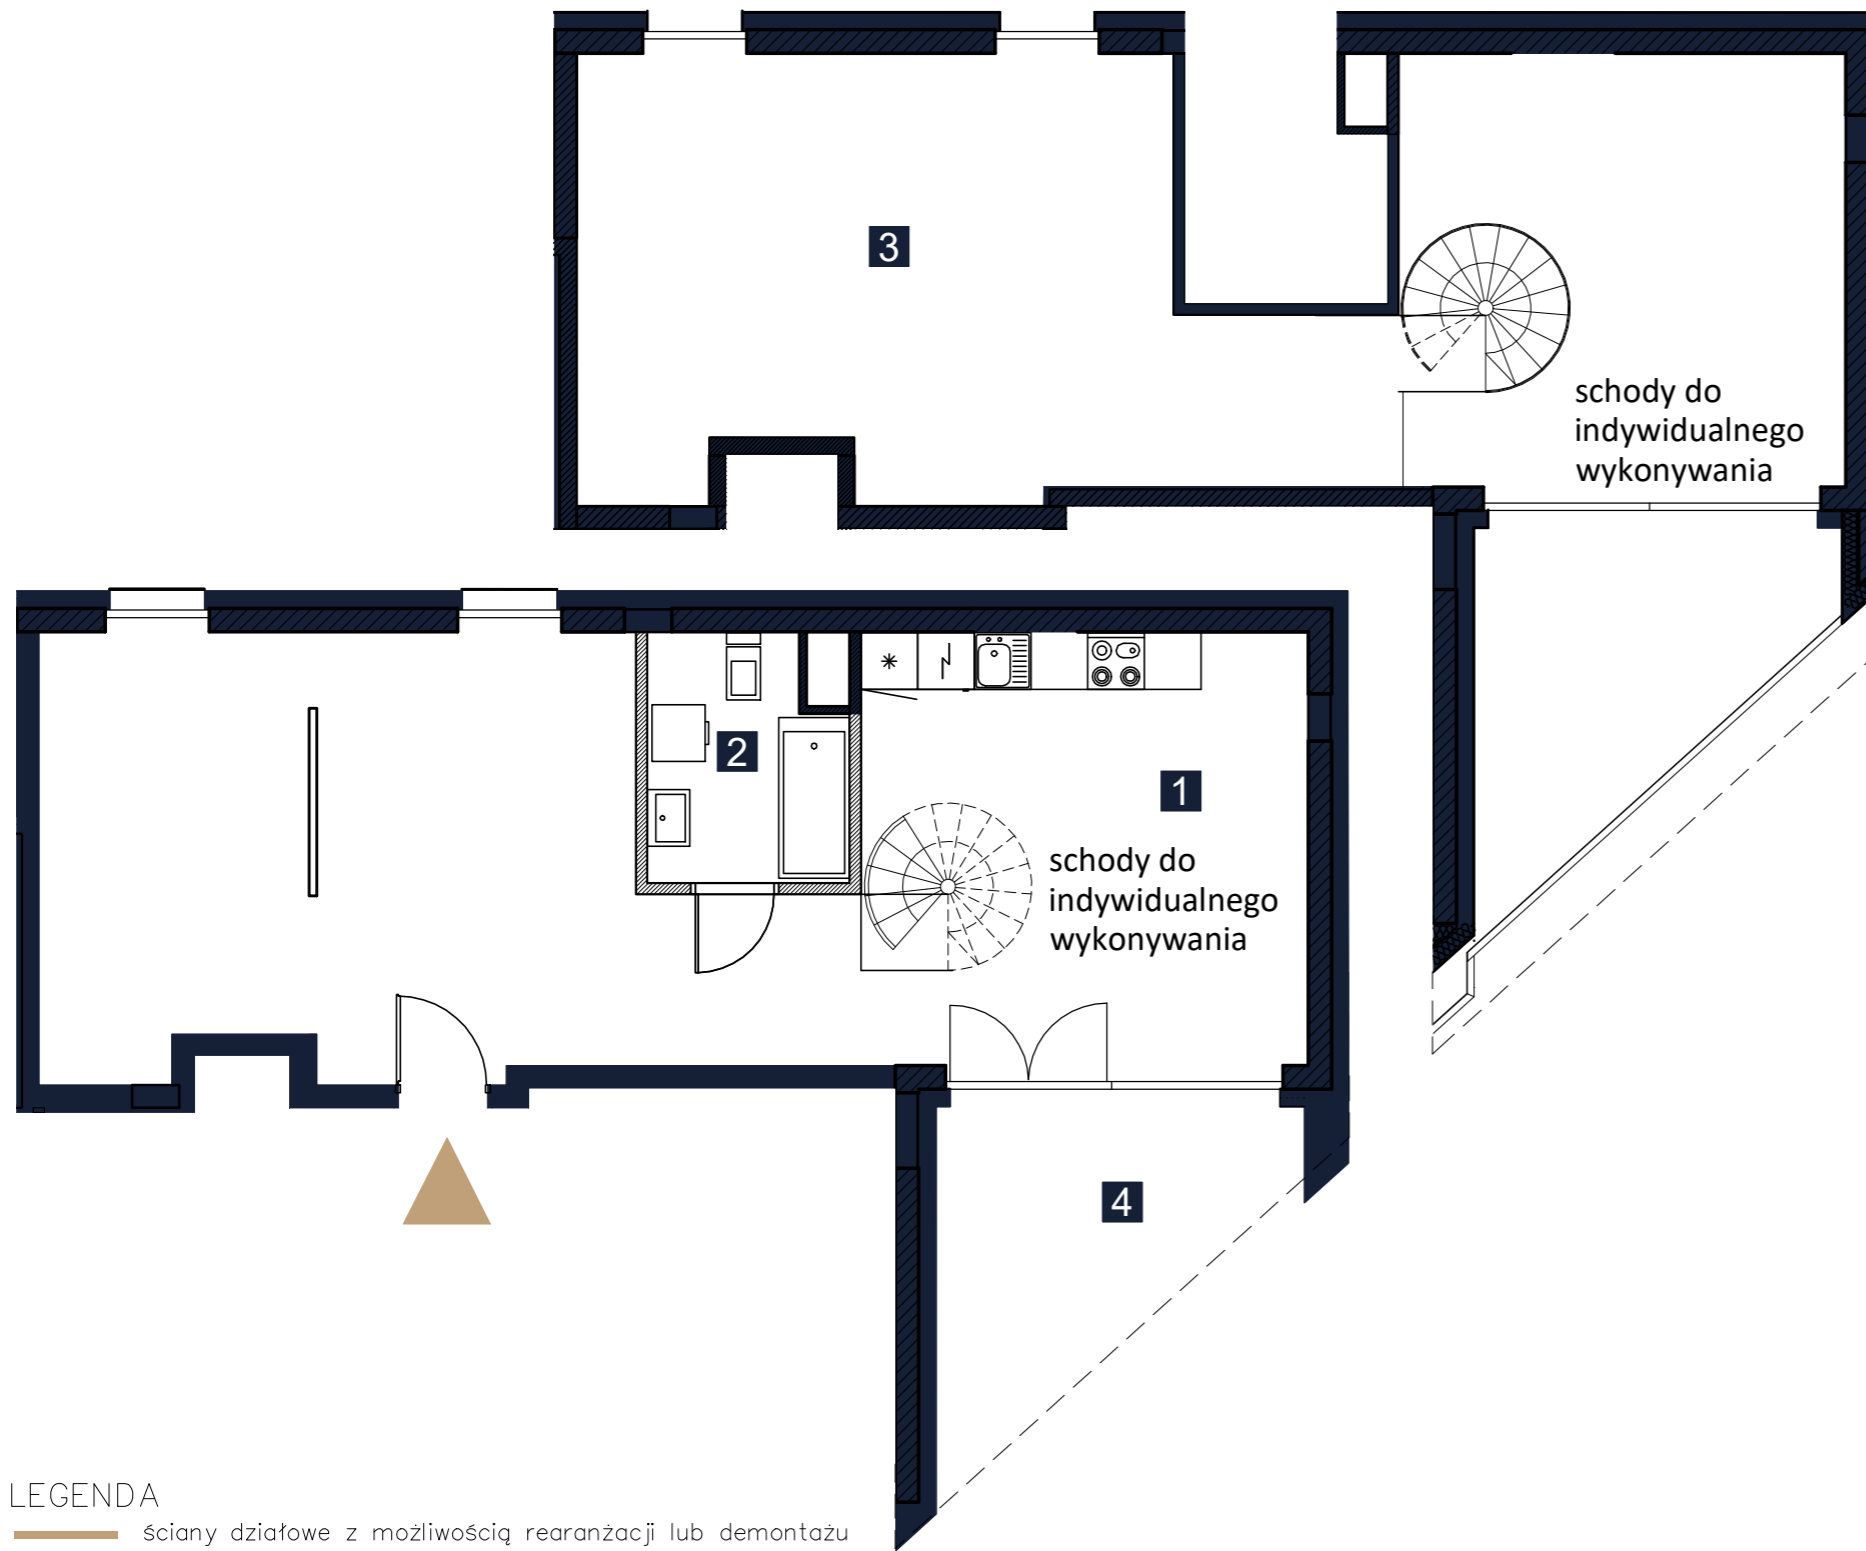 3
schody do
indywidualnego
wykonywania
2
1
schody do
indywidualnego
wykonywania
4
LEGENDA
ściany działowe z możliwością rearanżacji lub demontażu